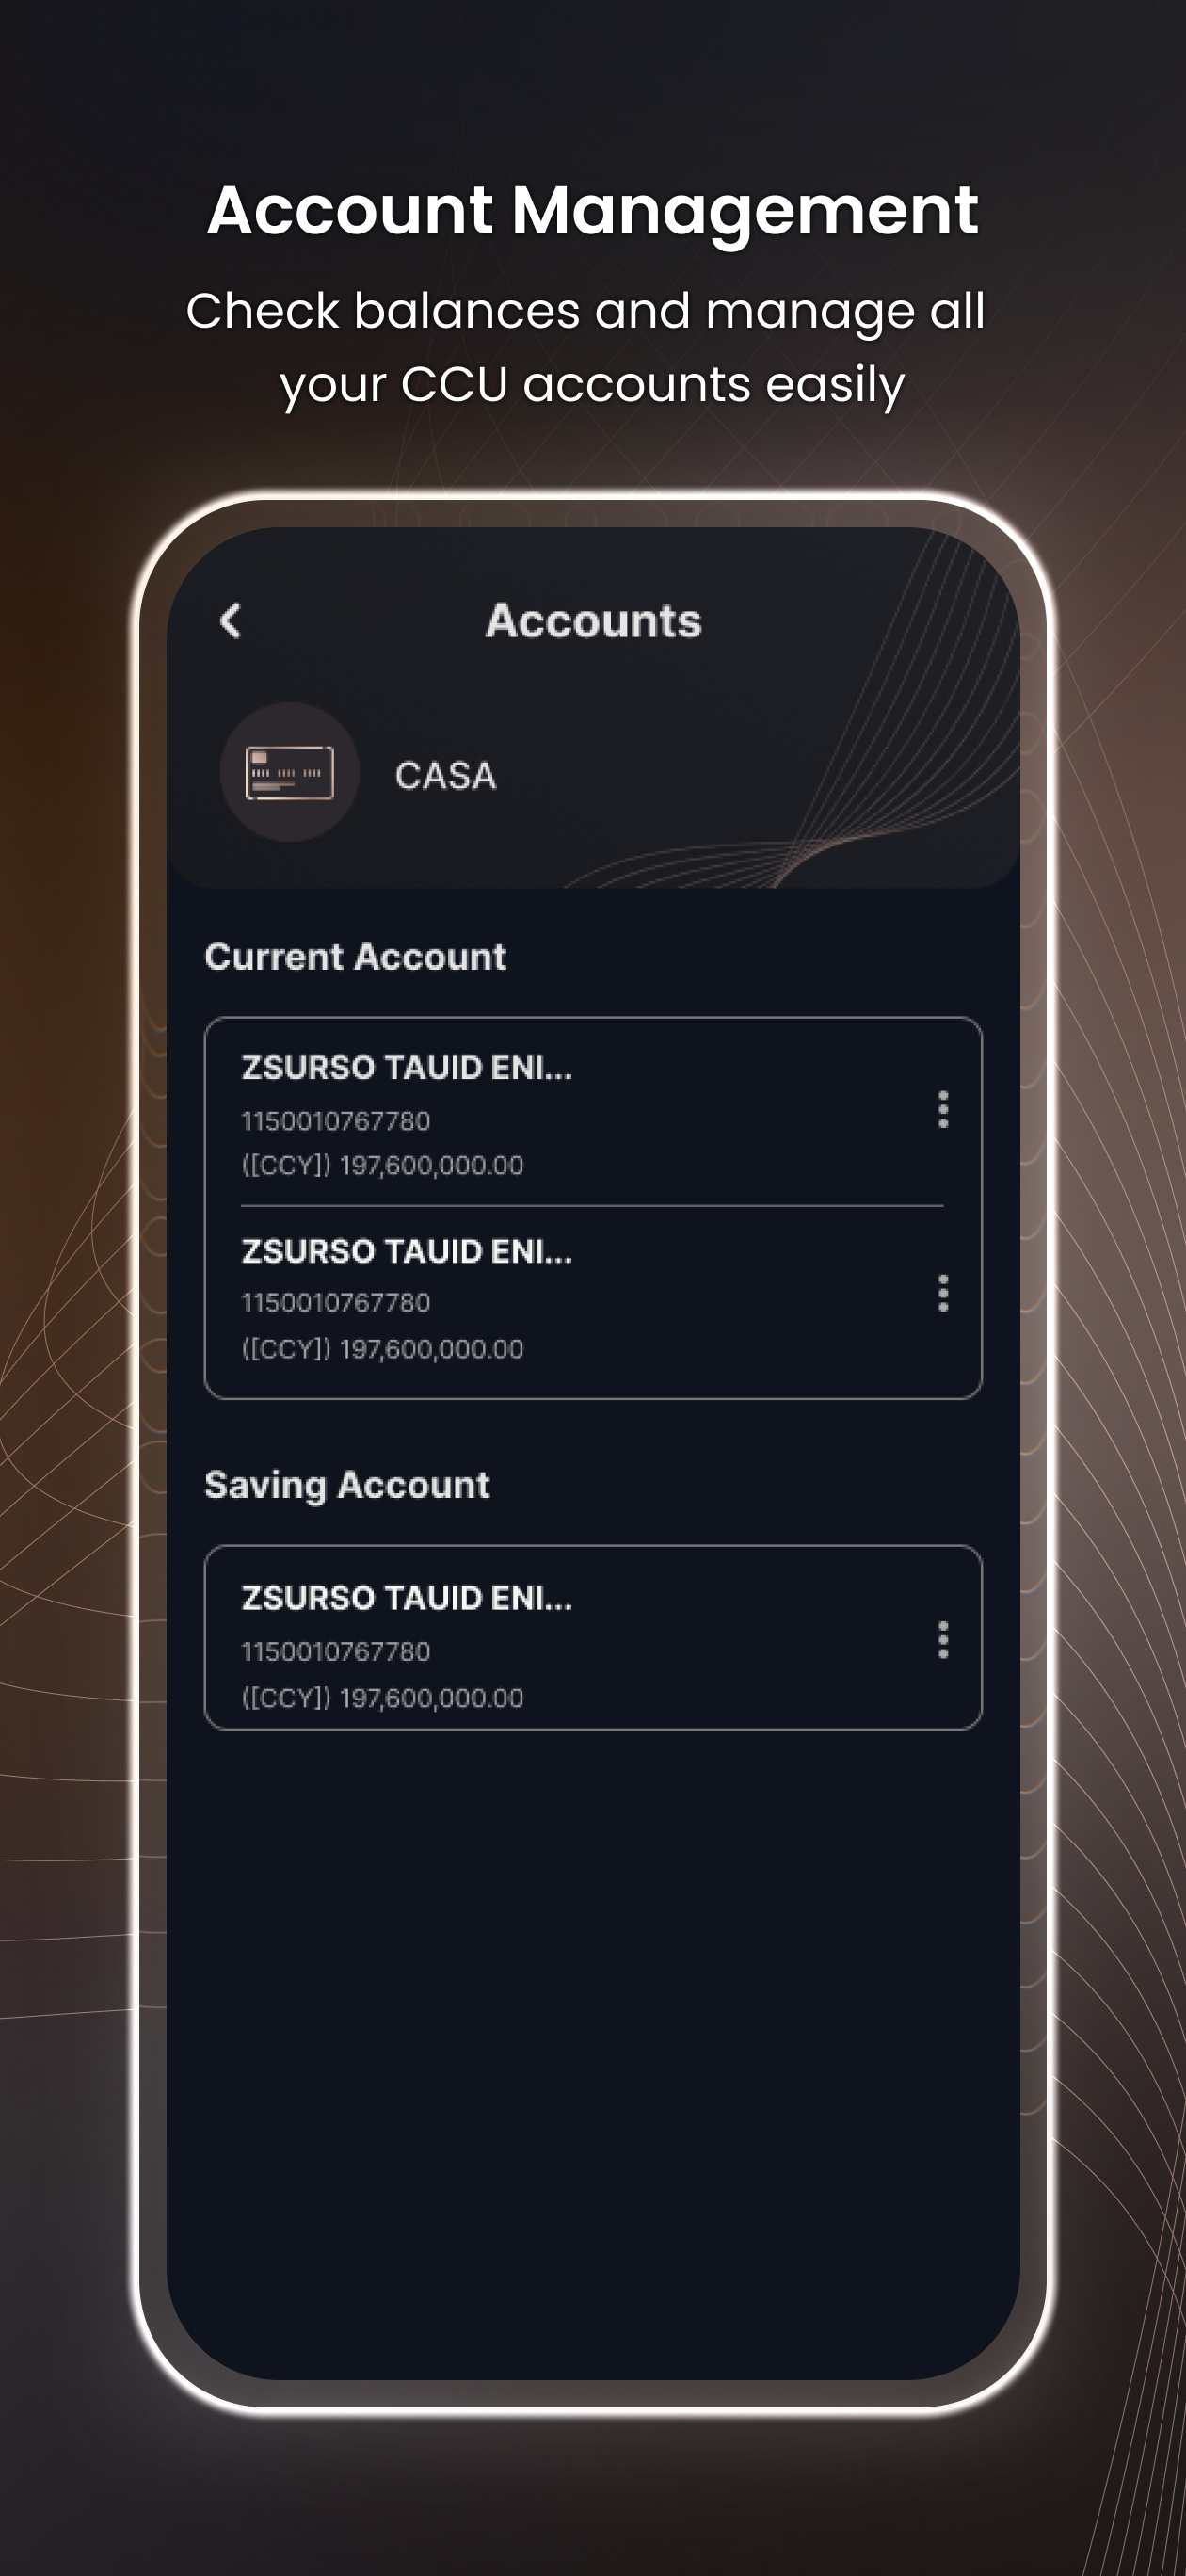 Account Management
Check balances and manage all
your CCU accounts easily
Accounts
CASA
Current Account
ZSURSO TAUID ENI...
1150010767780
([CCY]) 197,600,000.00
ZSURSO TAUID ENI...
1150010767780
([CCY]) 197,600,000.00
Saving Account
ZSURSO TAUID ENI...
1150010767780
([CCY]) 197,600,000.00